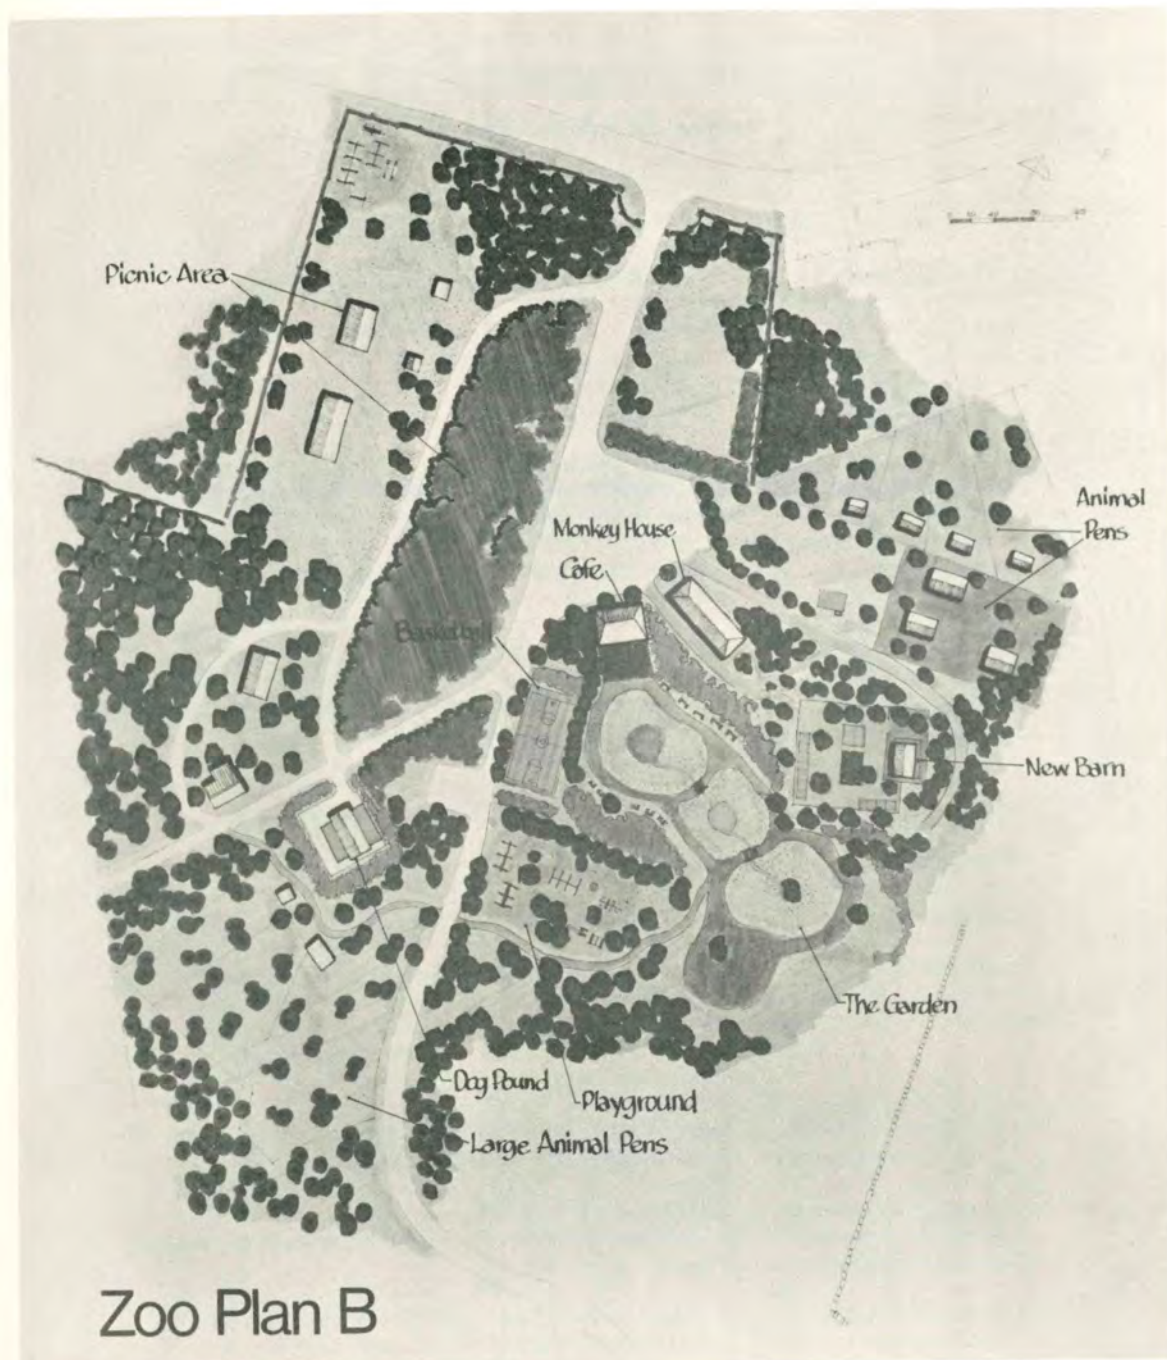 Picnic Area
Animal
Pens
Monkey House
Cafe
Basketball
New Barn
The Garden
Dog Pound
Playground
Large Animal Pens
Zoo Plan B